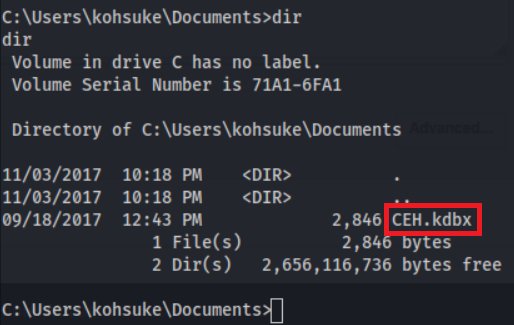 C:\Users\kohsuke\Documents>dir
dir
 Volume in drive C has no label.
 Volume Serial Number is 71A1-6FA1

 Directory of C:\Users\kohsuke\Documents Advanced...

11/03/2017  10:18 PM    <DIR>          .
11/03/2017  10:18 PM    <DIR>          ..
09/18/2017  12:43 PM             2,846 CEH.kdbx
               1 File(s)          2,846 bytes
               2 Dir(s)   2,656,116,736 bytes free

C:\Users\kohsuke\Documents>